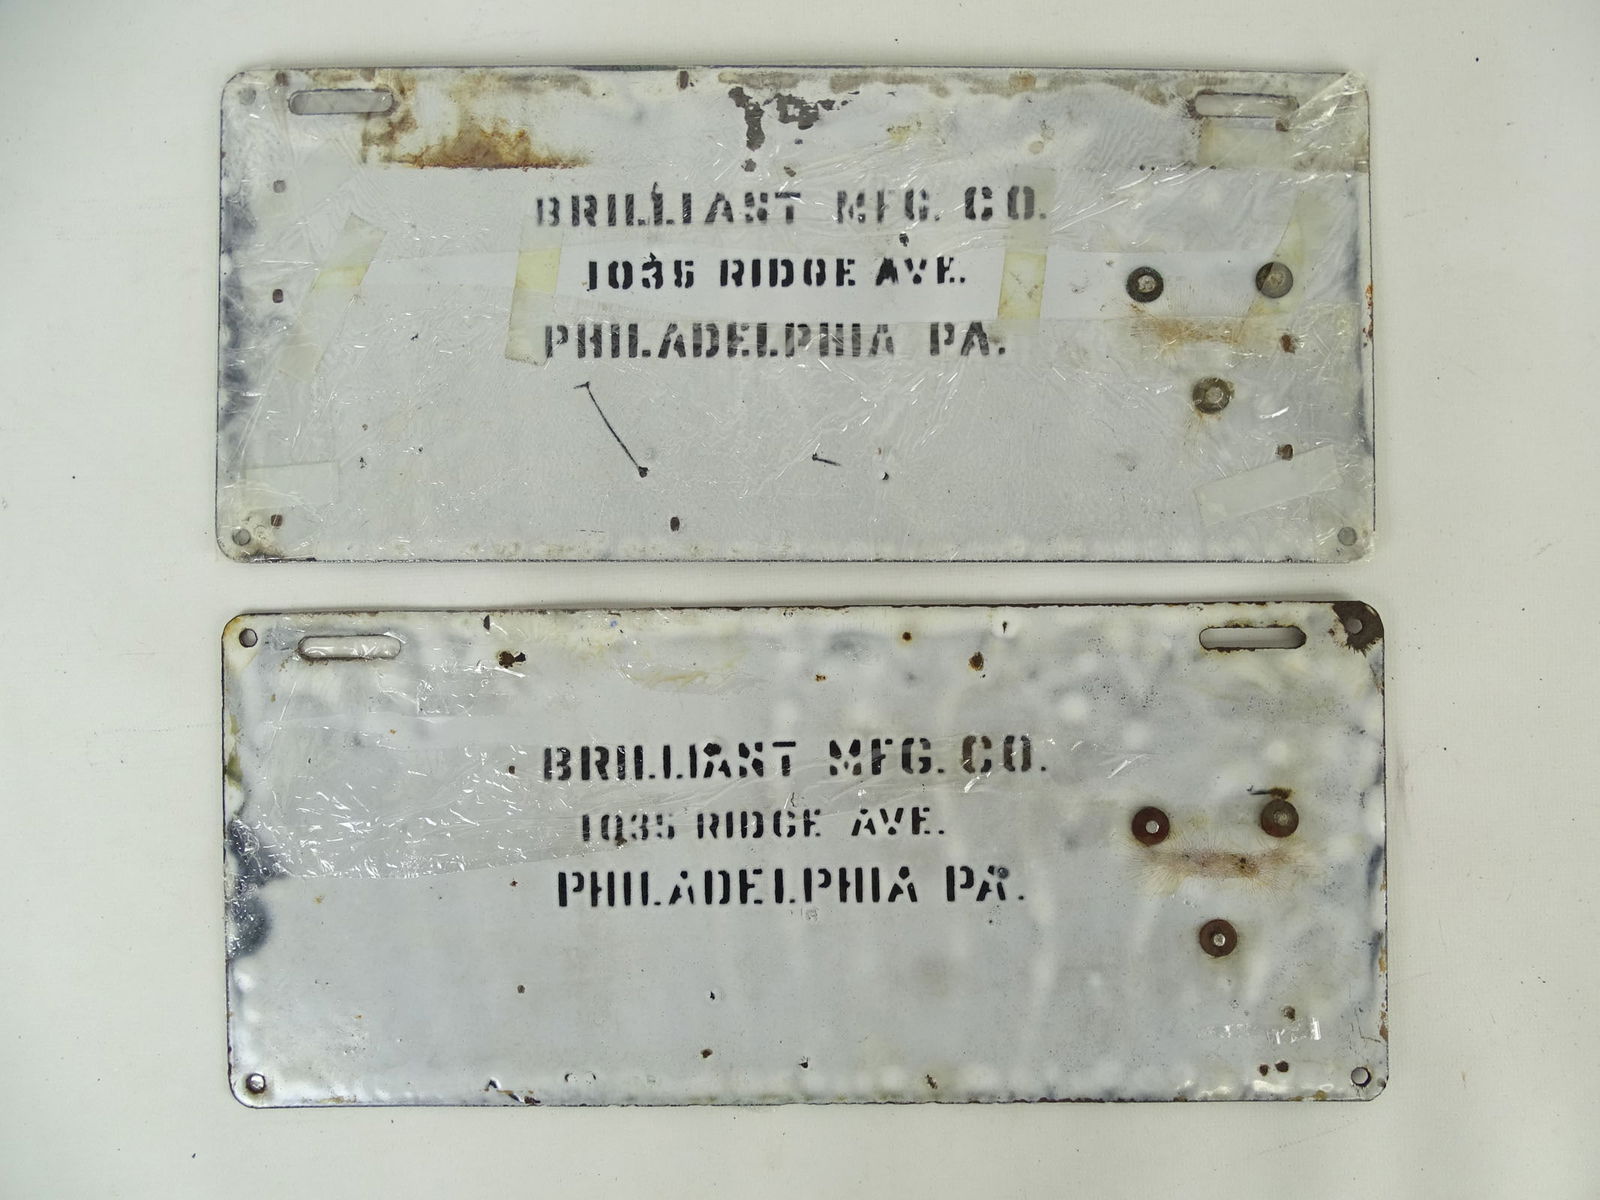 BRILLIANT MFG. CO.
1035 RIDGE AVE.
PHILADELPHIA PA.
BRILLIANT MFG. CO.
1035 RIDGE AVE.
PHILADELPHIA PA.